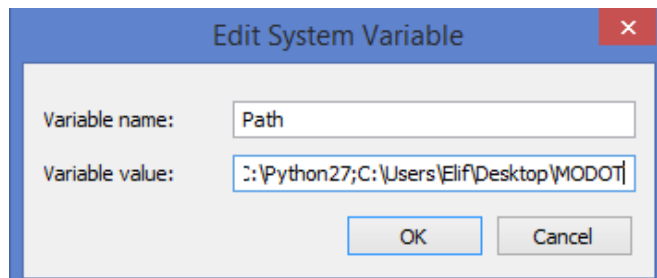 Edit System Variable
Variable name: Path
Variable value: :\Python27;C:\Users\Elif\Desktop\MODOT
OK Cancel